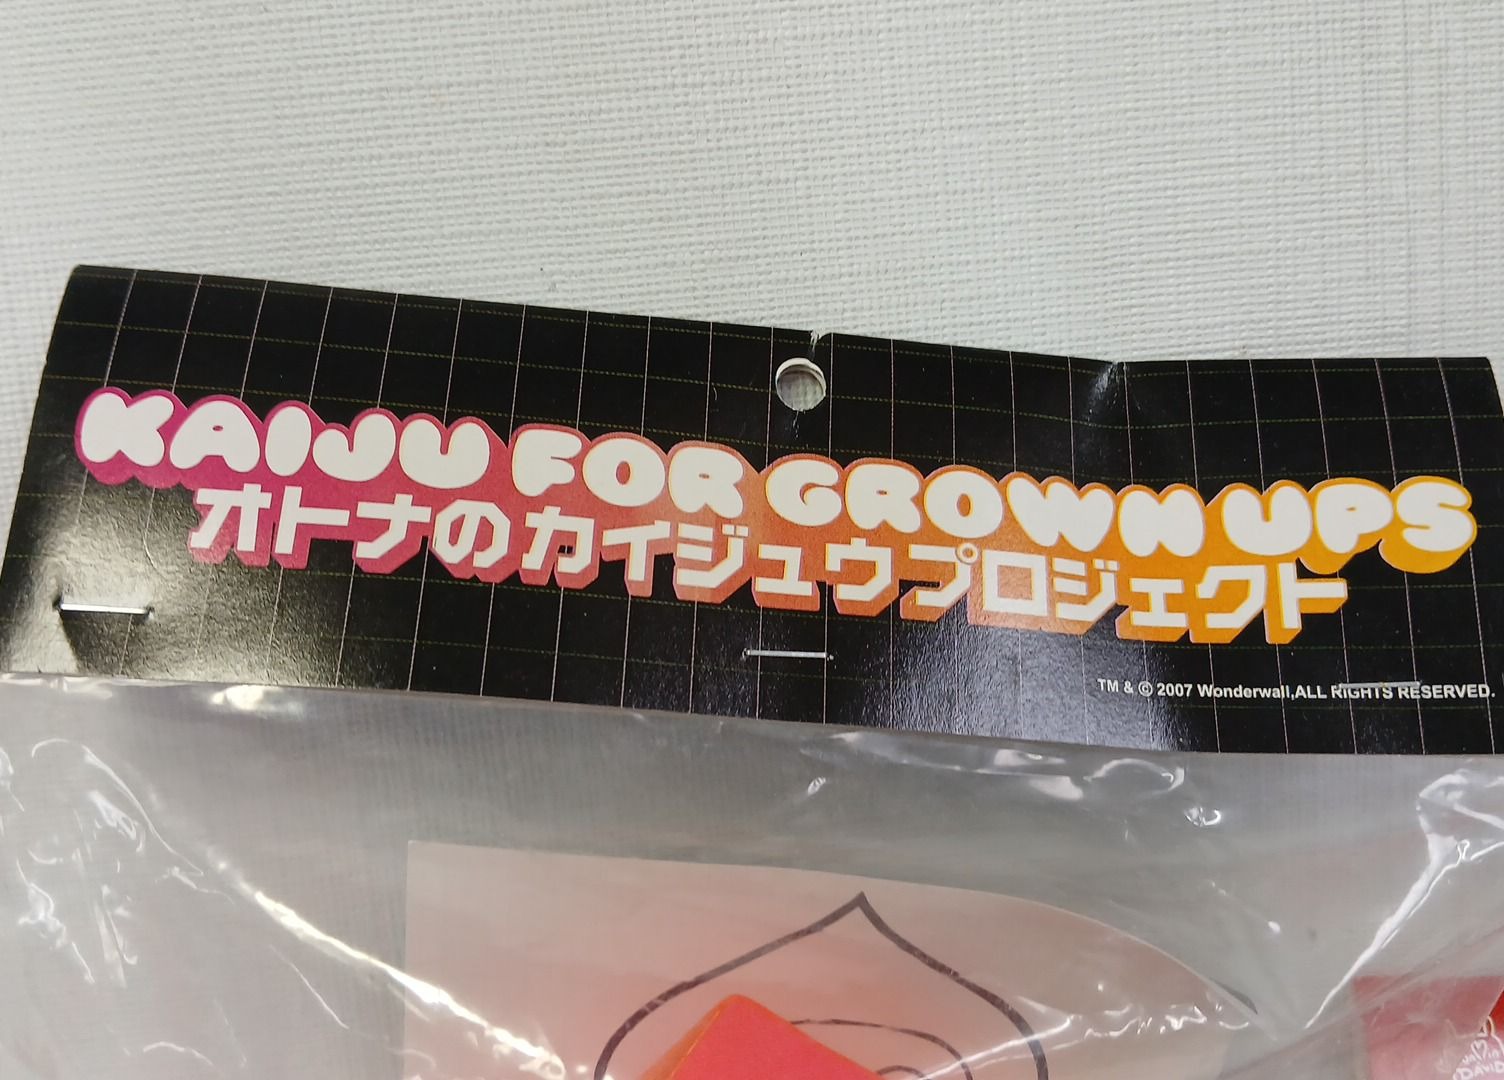 KAIJU FOR GROWN UPS
オトナのカイジュウプロジェクト
TM & © 2007 Wonderwall,ALL RIGHTS RESERVED.
DAVID